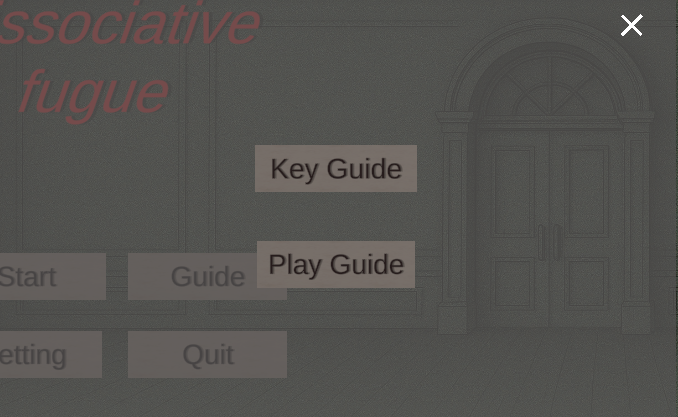 ssociative
fugue
Key Guide
Play Guide
Start
Guide
etting
Quit